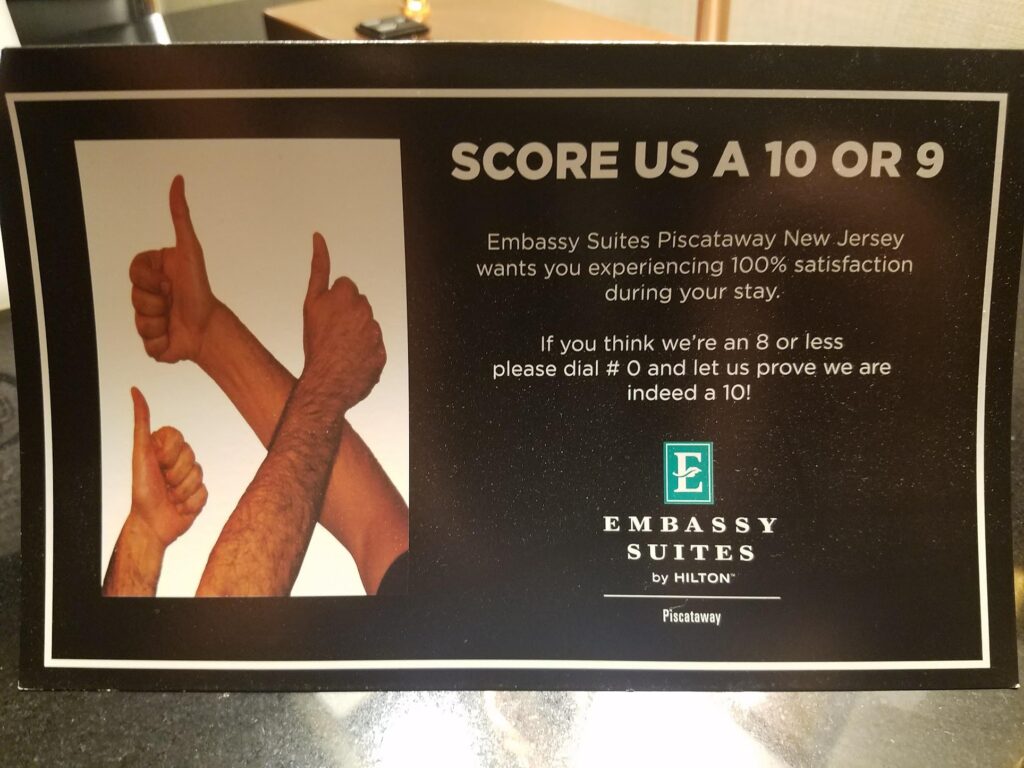 SCORE US A 10 OR 9
Embassy Suites Piscataway New Jersey
wants you experiencing 100% satisfaction
during your stay.
If you think we're an 8 or less
please dial # 0 and let us prove we are
indeed a 10!
E
EMBASSY
SUITES
by HILTON™
Piscataway